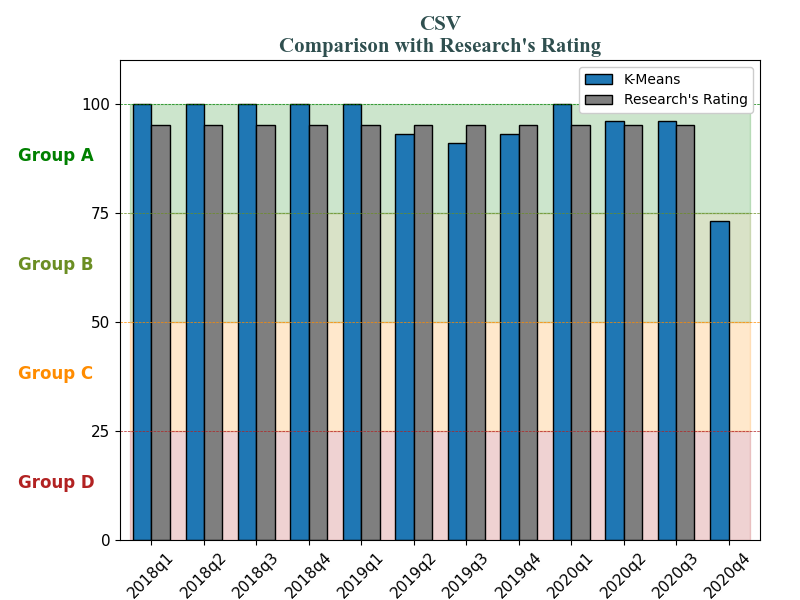 CSV
Comparison with Research's Rating
K-Means
Research's Rating
100
Group A
75
Group B
50
Group C
25
Group D
0
2018q1
2018q2
2018q3
2018q4
2019q1
2019q2
2019q3
2019q4
2020q1
2020q2
2020q3
2020q4